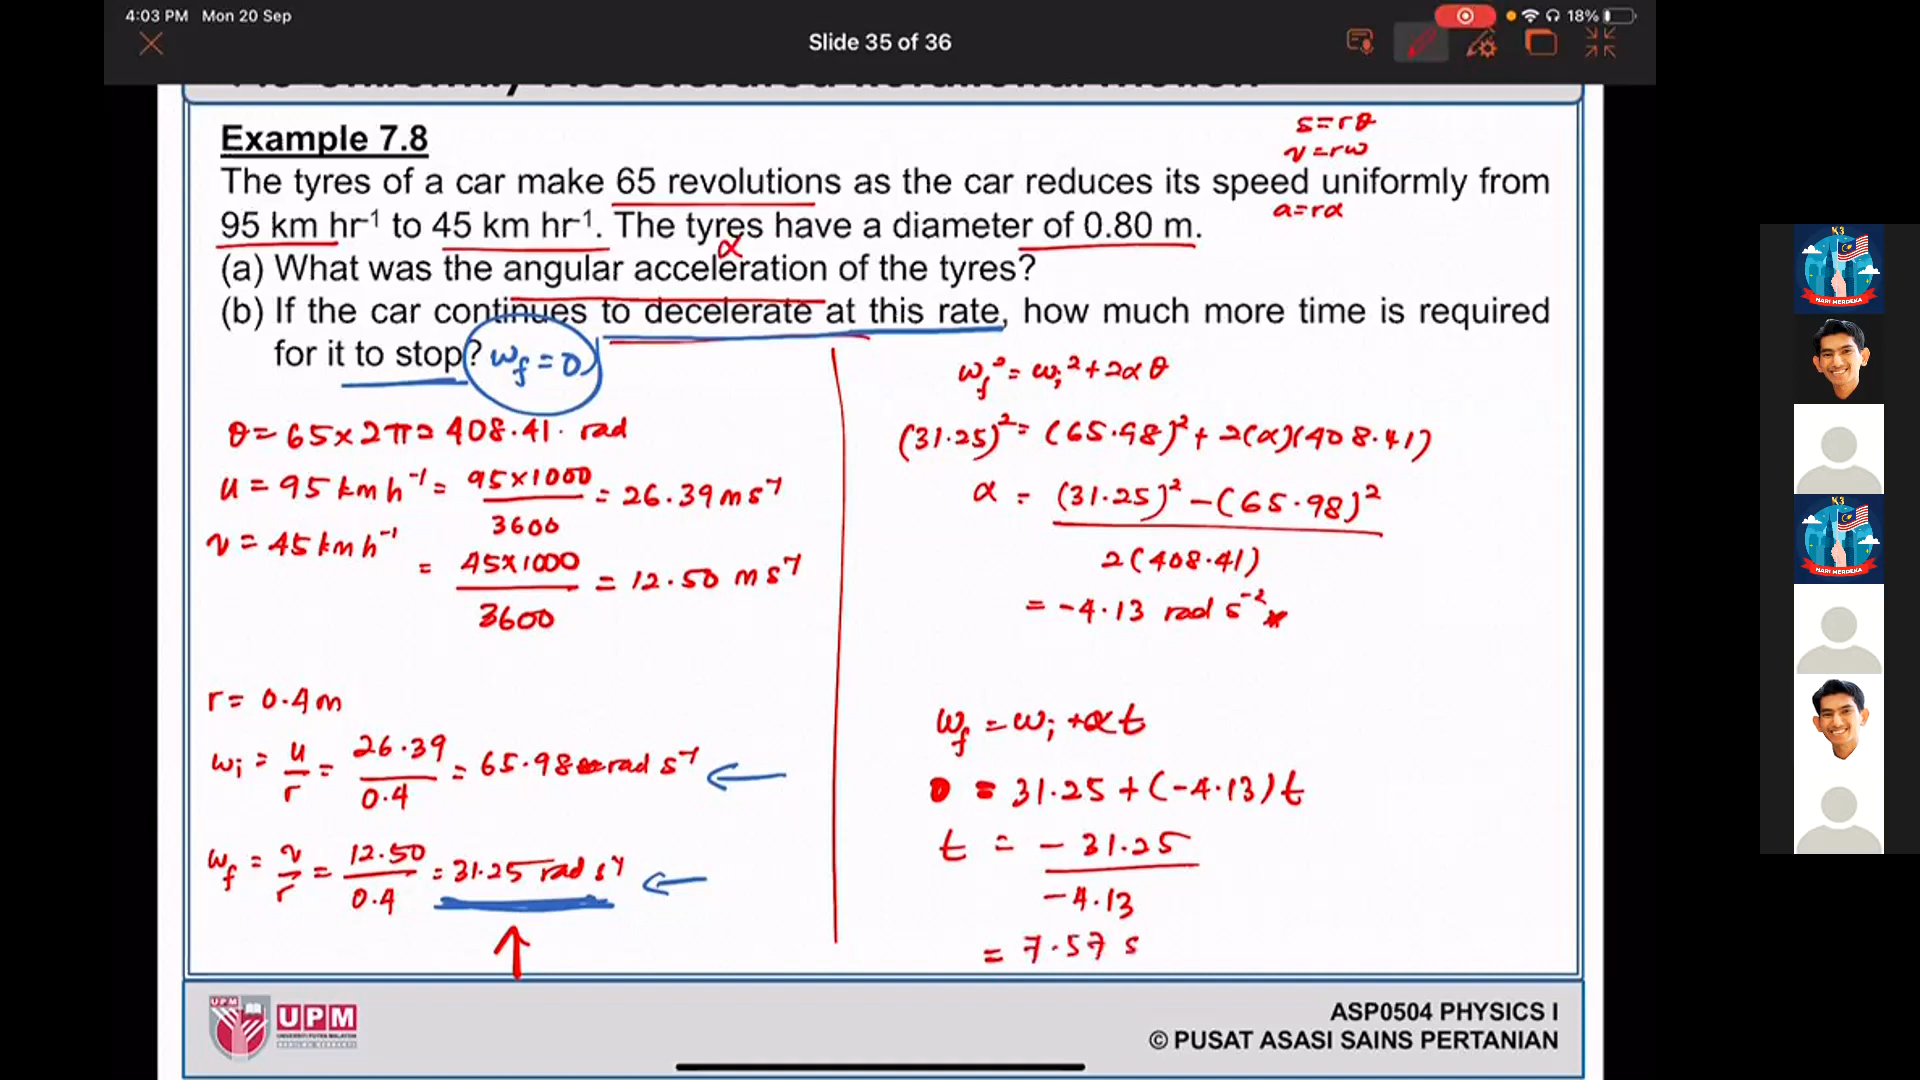 4:03 PM Mon 20 Sep
18%
Slide 35 of 36
Example 7.8
s=rθ
v=rω
The tyres of a car make 65 revolutions as the car reduces its speed uniformly from
a=rα
95 km hr⁻¹ to 45 km hr⁻¹. The tyres have a diameter of 0.80 m.
α
(a) What was the angular acceleration of the tyres?
(b) If the car continues to decelerate at this rate, how much more time is required
for it to stop? ωf = 0
θ = 65 × 2π = 408.41 rad
u = 95 km h⁻¹ = 95×1000/3600 = 26.39 m s⁻¹
v = 45 km h⁻¹ = 45×1000/3600 = 12.50 m s⁻¹
r = 0.4 m
ωi = u/r = 26.39/0.4 = 65.98 rad s⁻¹
ωf = v/r = 12.50/0.4 = 31.25 rad s⁻¹
ωf² = ωi² + 2αθ
(31.25)² = (65.98)² + 2(α)(408.41)
α = (31.25)² − (65.98)²
2(408.41)
= −4.13 rad s⁻²
ωf = ωi + αt
0 = 31.25 + (−4.13)t
t = −31.25
−4.13
= 7.57 s
UPM
UPM
ASP0504 PHYSICS I
© PUSAT ASASI SAINS PERTANIAN
K3
HARI MERDEKA
K3
HARI MERDEKA